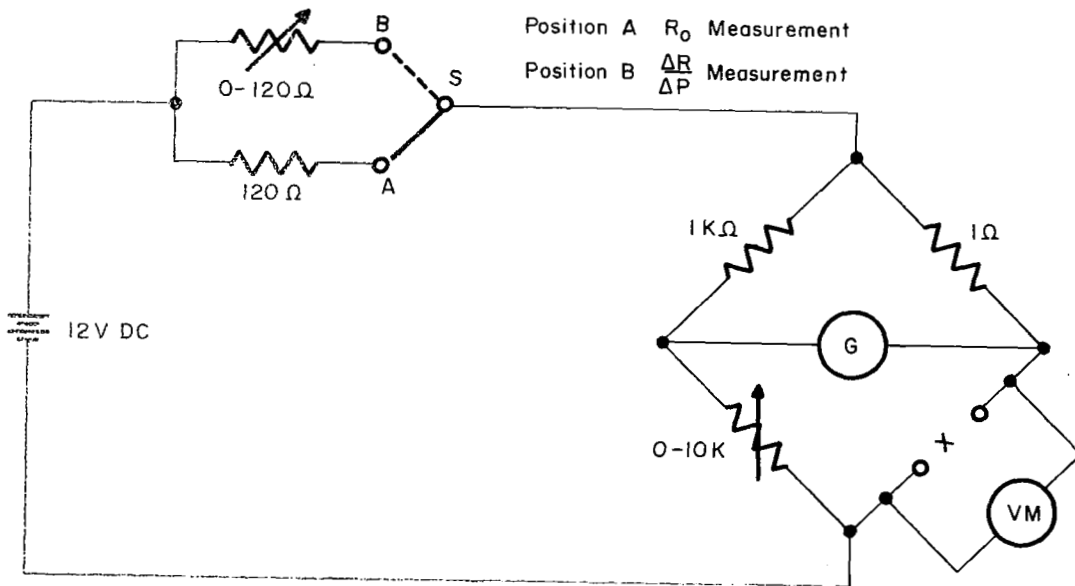 Position A R₀ Measurement
Position B ΔR/ΔP Measurement
B
S
0-120Ω
A
120Ω
1KΩ
1Ω
12V DC
G
0-10K
X
VM